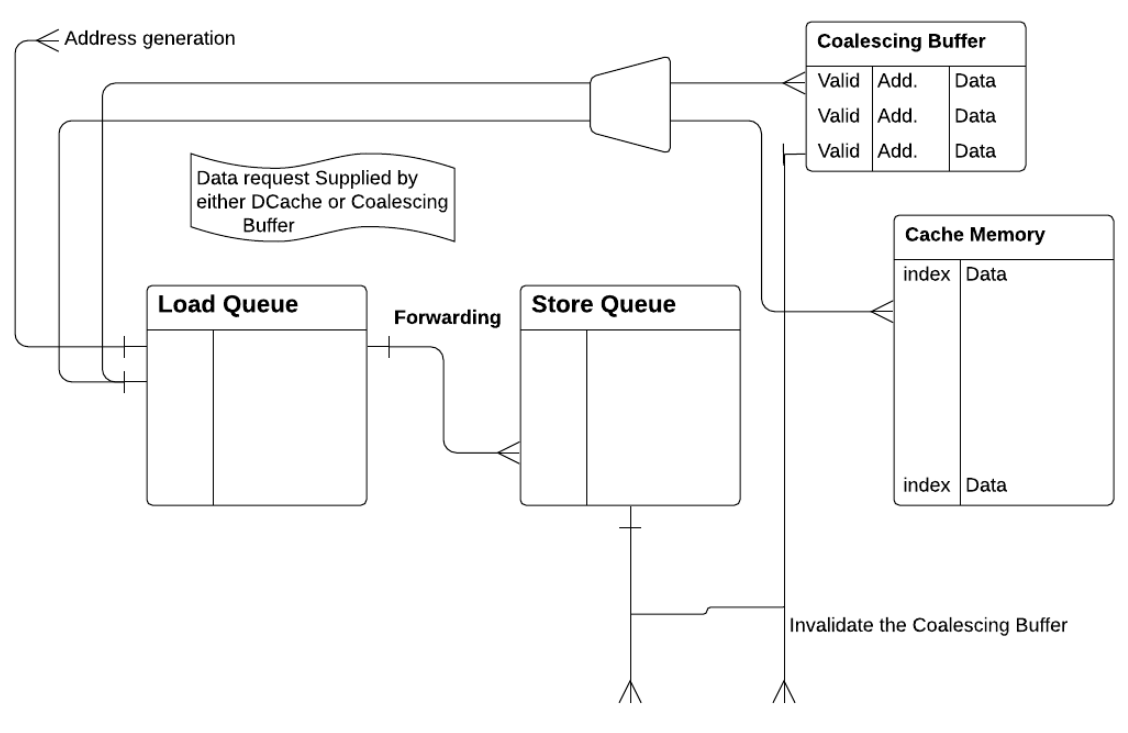 Address generation
Coalescing Buffer
Valid Add. Data
Valid Add. Data
Valid Add. Data
Data request Supplied by
either DCache or Coalescing
Buffer
Cache Memory
index Data
Load Queue
Forwarding
Store Queue
index Data
Invalidate the Coalescing Buffer